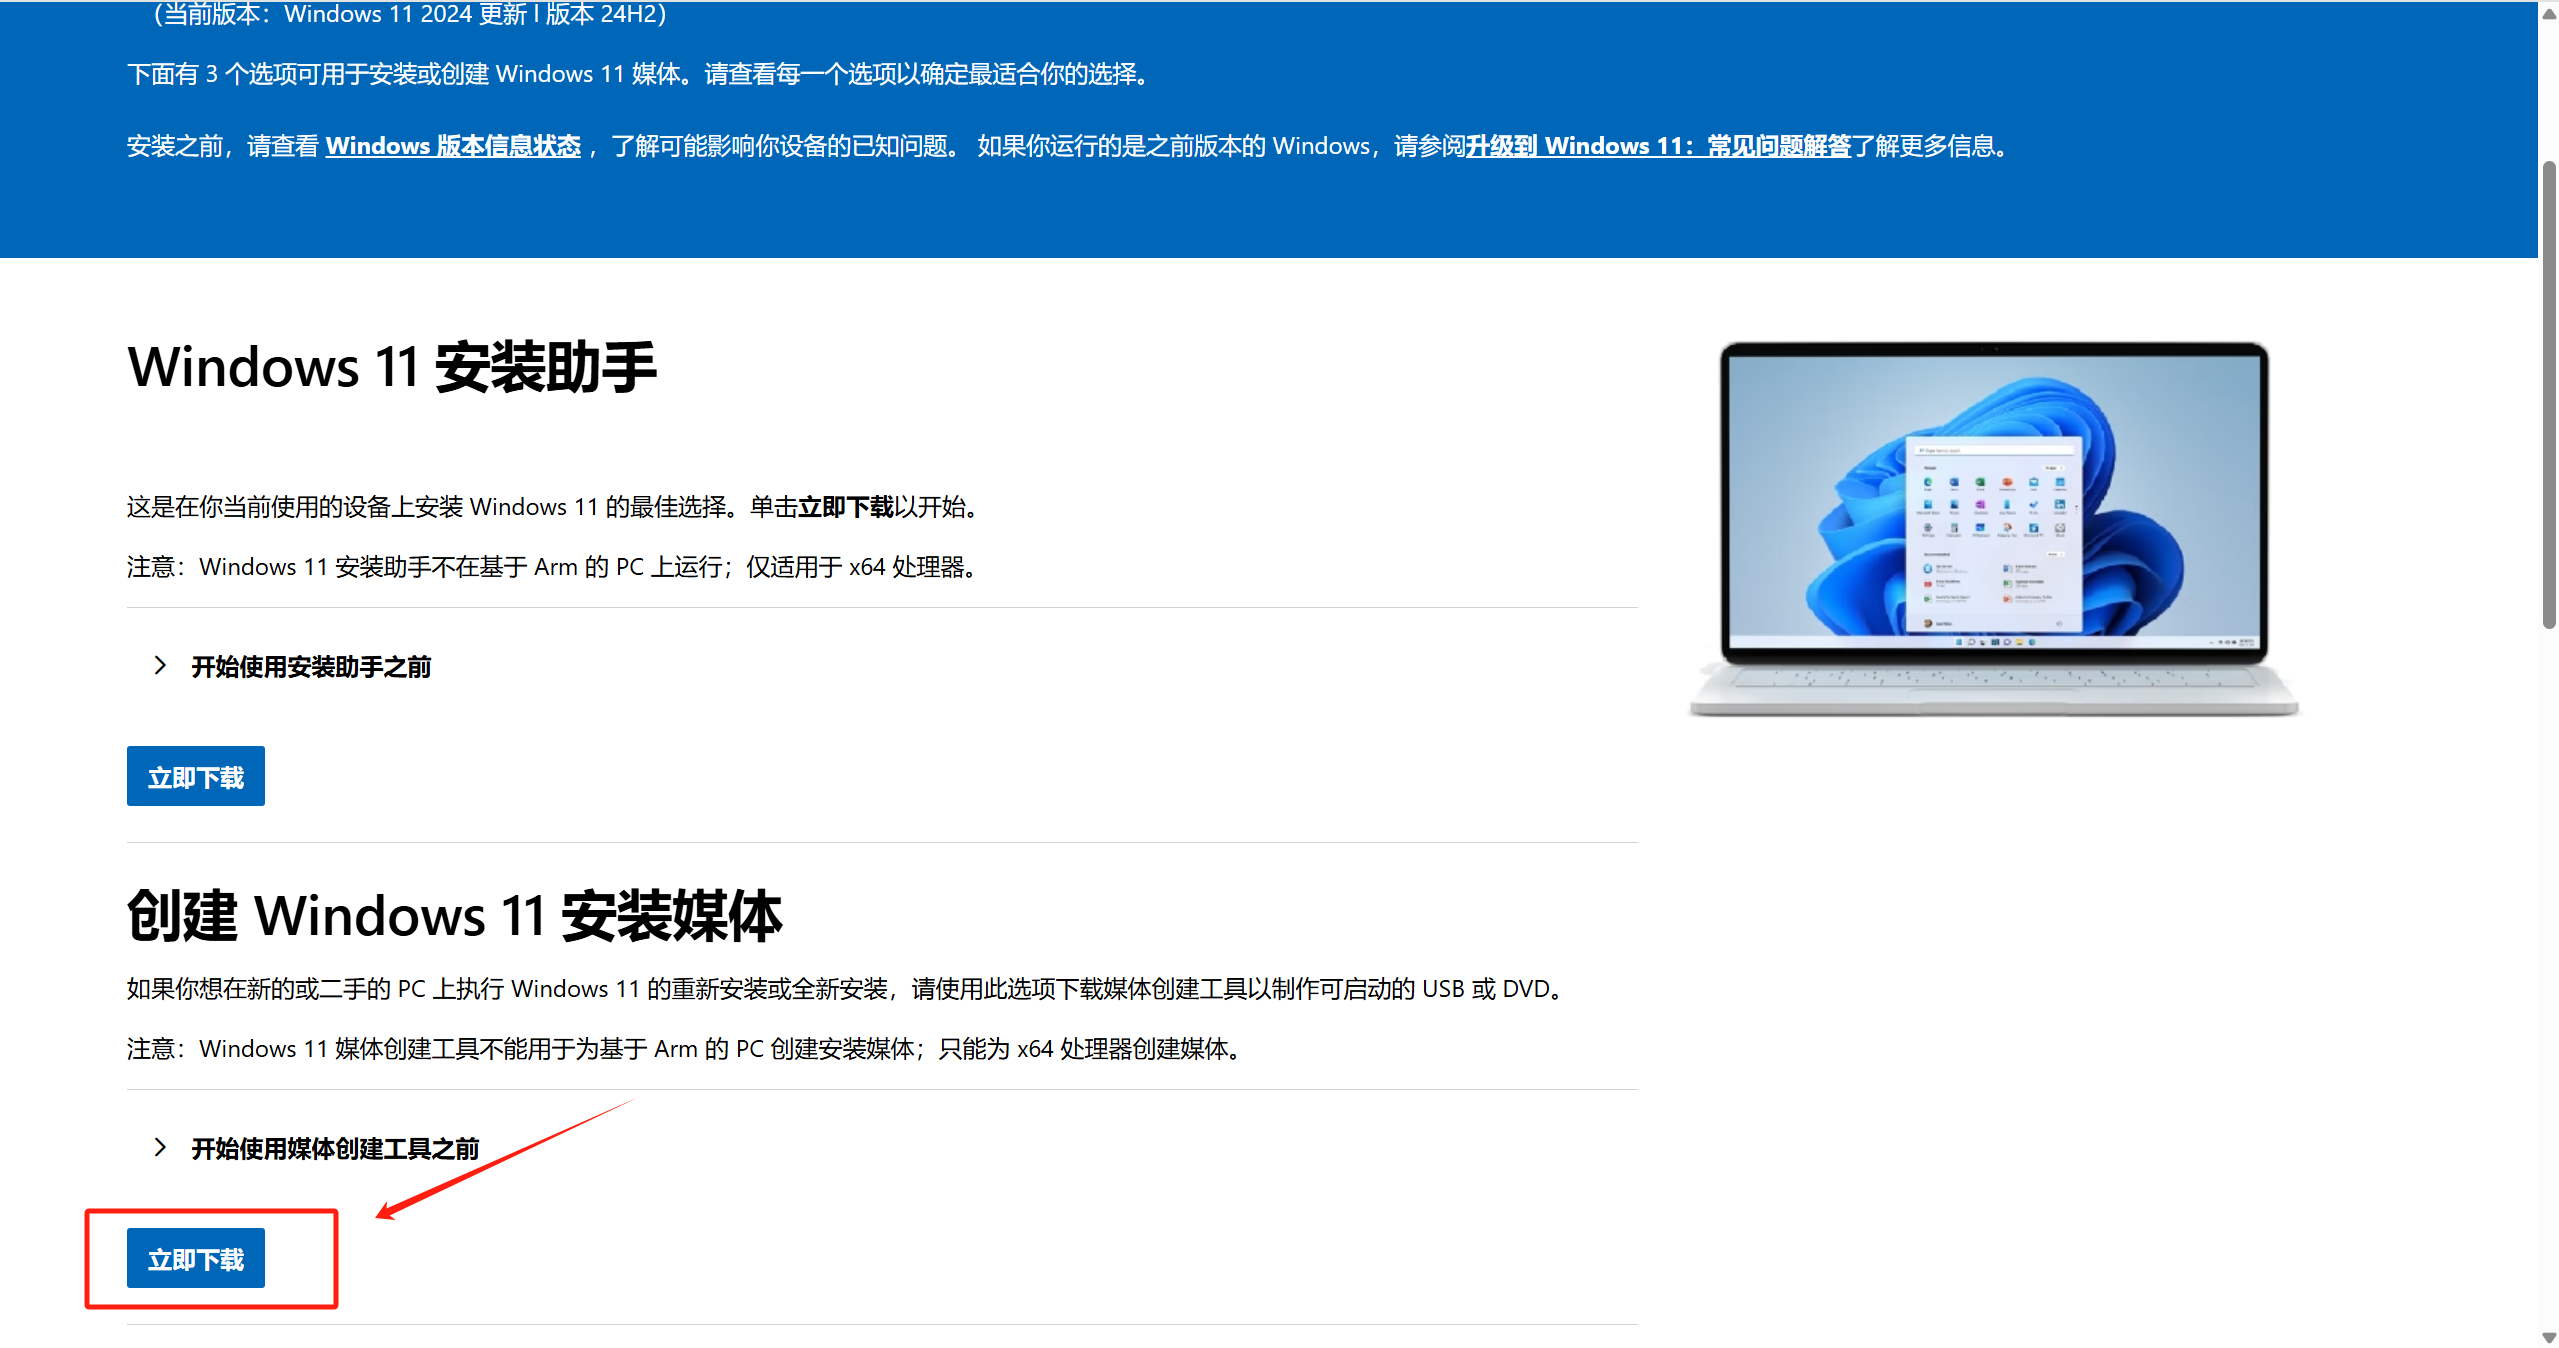 （当前版本：Windows 11 2024 更新 l 版本 24H2）
下面有 3 个选项可用于安装或创建 Windows 11 媒体。请查看每一个选项以确定最适合你的选择。
安装之前，请查看 Windows 版本信息状态 ，了解可能影响你设备的已知问题。 如果你运行的是之前版本的 Windows，请参阅升级到 Windows 11：常见问题解答了解更多信息。
Windows 11 安装助手
这是在你当前使用的设备上安装 Windows 11 的最佳选择。单击立即下载以开始。
注意：Windows 11 安装助手不在基于 Arm 的 PC 上运行；仅适用于 x64 处理器。
开始使用安装助手之前
立即下载
创建 Windows 11 安装媒体
如果你想在新的或二手的 PC 上执行 Windows 11 的重新安装或全新安装，请使用此选项下载媒体创建工具以制作可启动的 USB 或 DVD。
注意：Windows 11 媒体创建工具不能用于为基于 Arm 的 PC 创建安装媒体；只能为 x64 处理器创建媒体。
开始使用媒体创建工具之前
立即下载